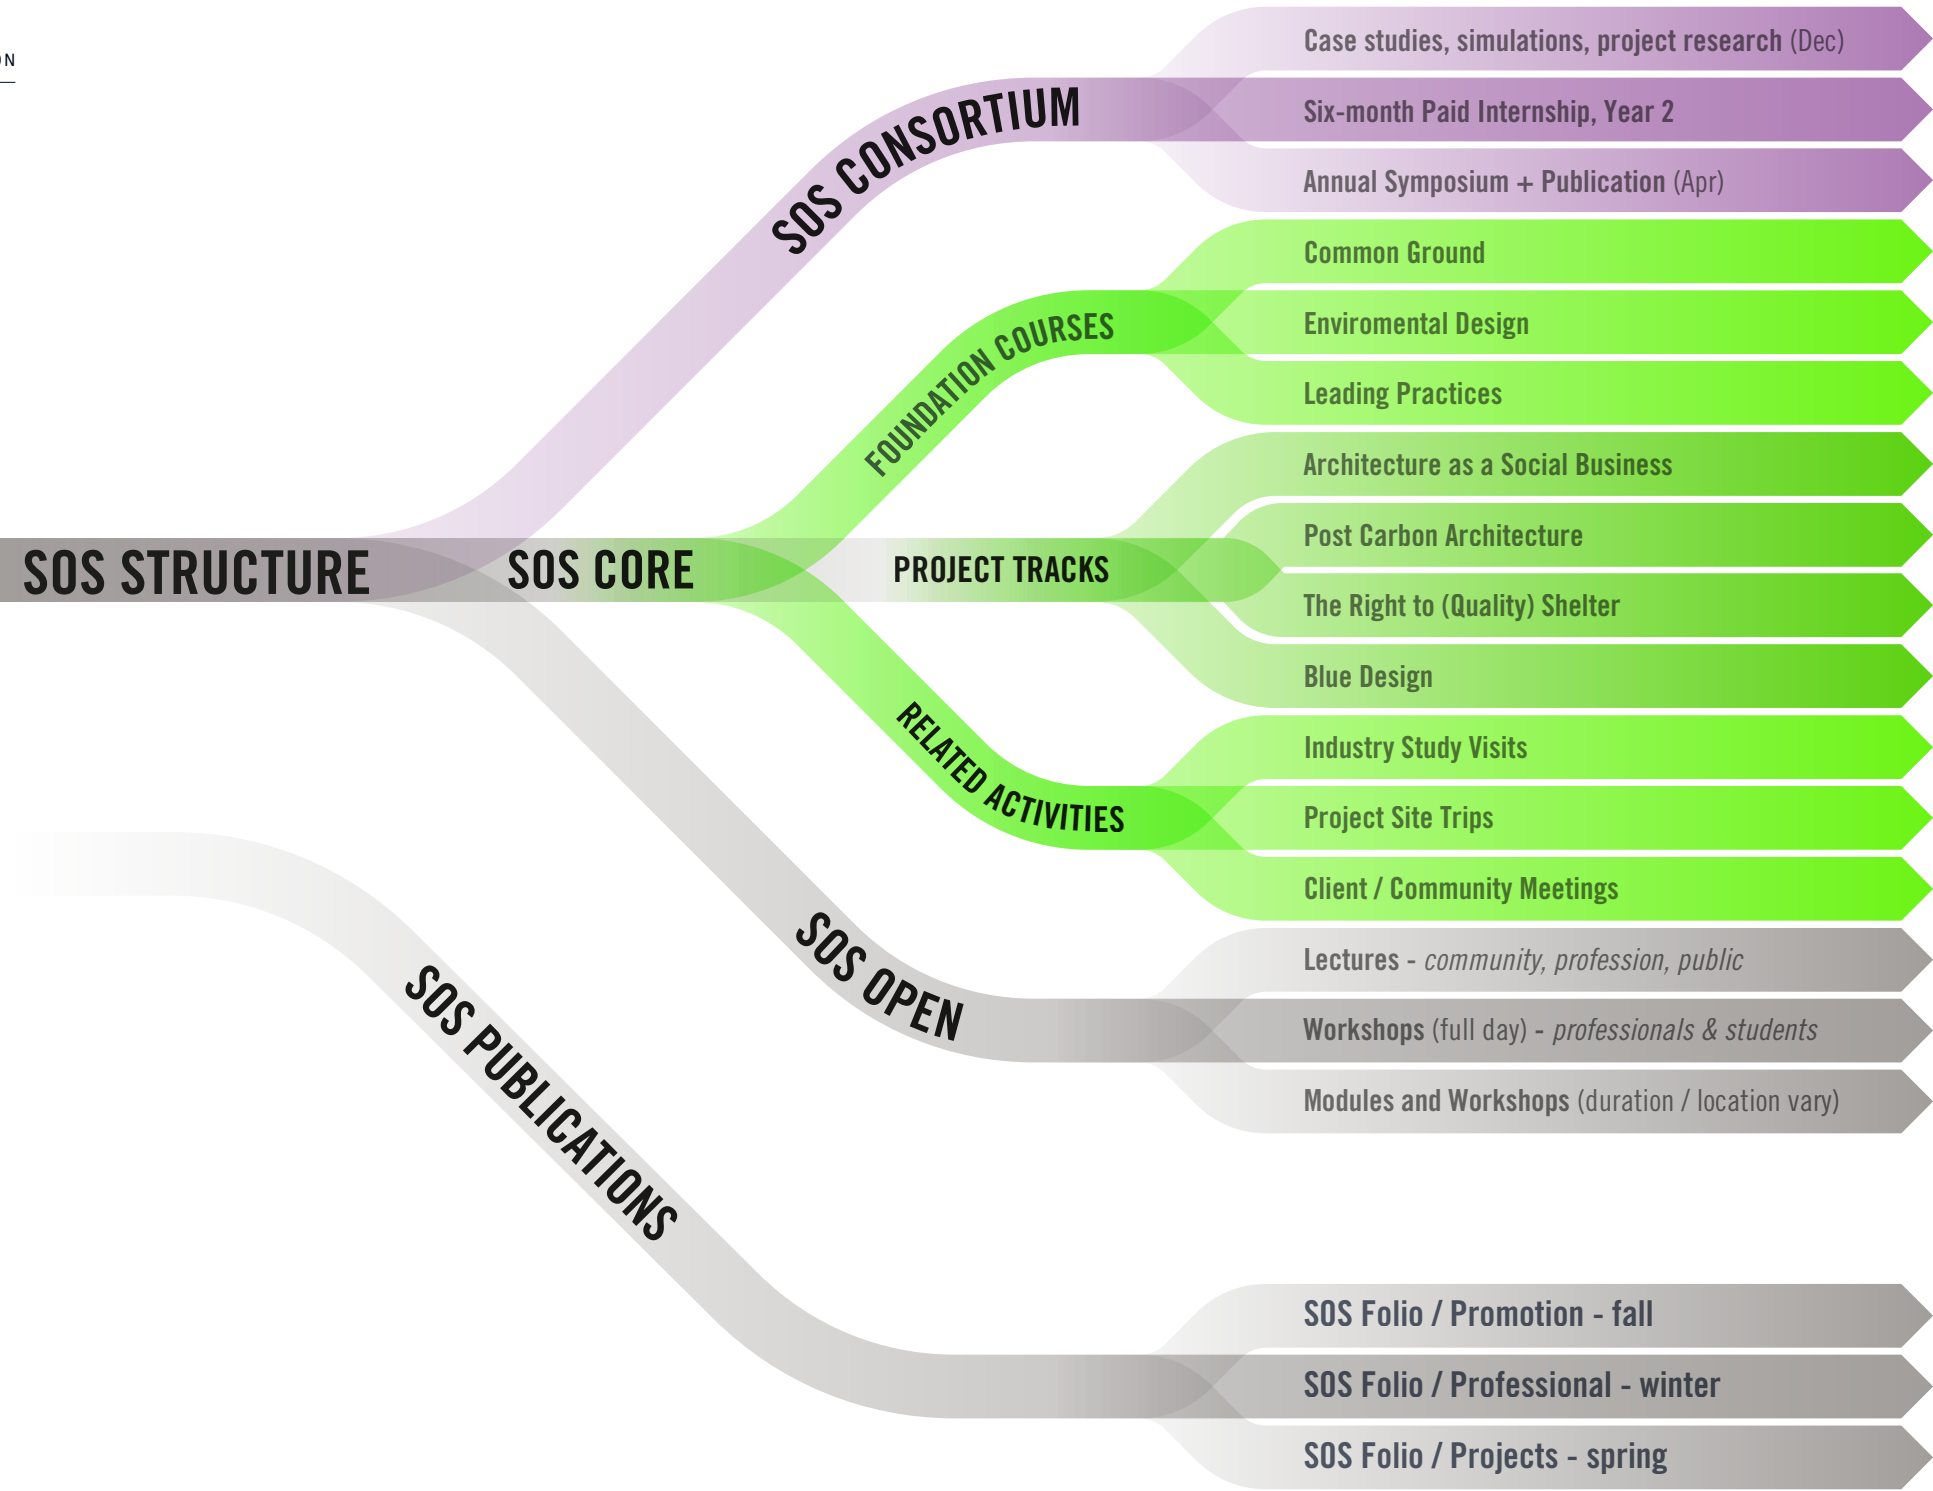 ON
SOS STRUCTURE
SOS CONSORTIUM
Case studies, simulations, project research (Dec)
Six-month Paid Internship, Year 2
Annual Symposium + Publication (Apr)
SOS CORE
FOUNDATION COURSES
Common Ground
Enviromental Design
Leading Practices
PROJECT TRACKS
Architecture as a Social Business
Post Carbon Architecture
The Right to (Quality) Shelter
Blue Design
RELATED ACTIVITIES
Industry Study Visits
Project Site Trips
Client / Community Meetings
SOS OPEN
Lectures - community, profession, public
Workshops (full day) - professionals & students
Modules and Workshops (duration / location vary)
SOS PUBLICATIONS
SOS Folio / Promotion - fall
SOS Folio / Professional - winter
SOS Folio / Projects - spring